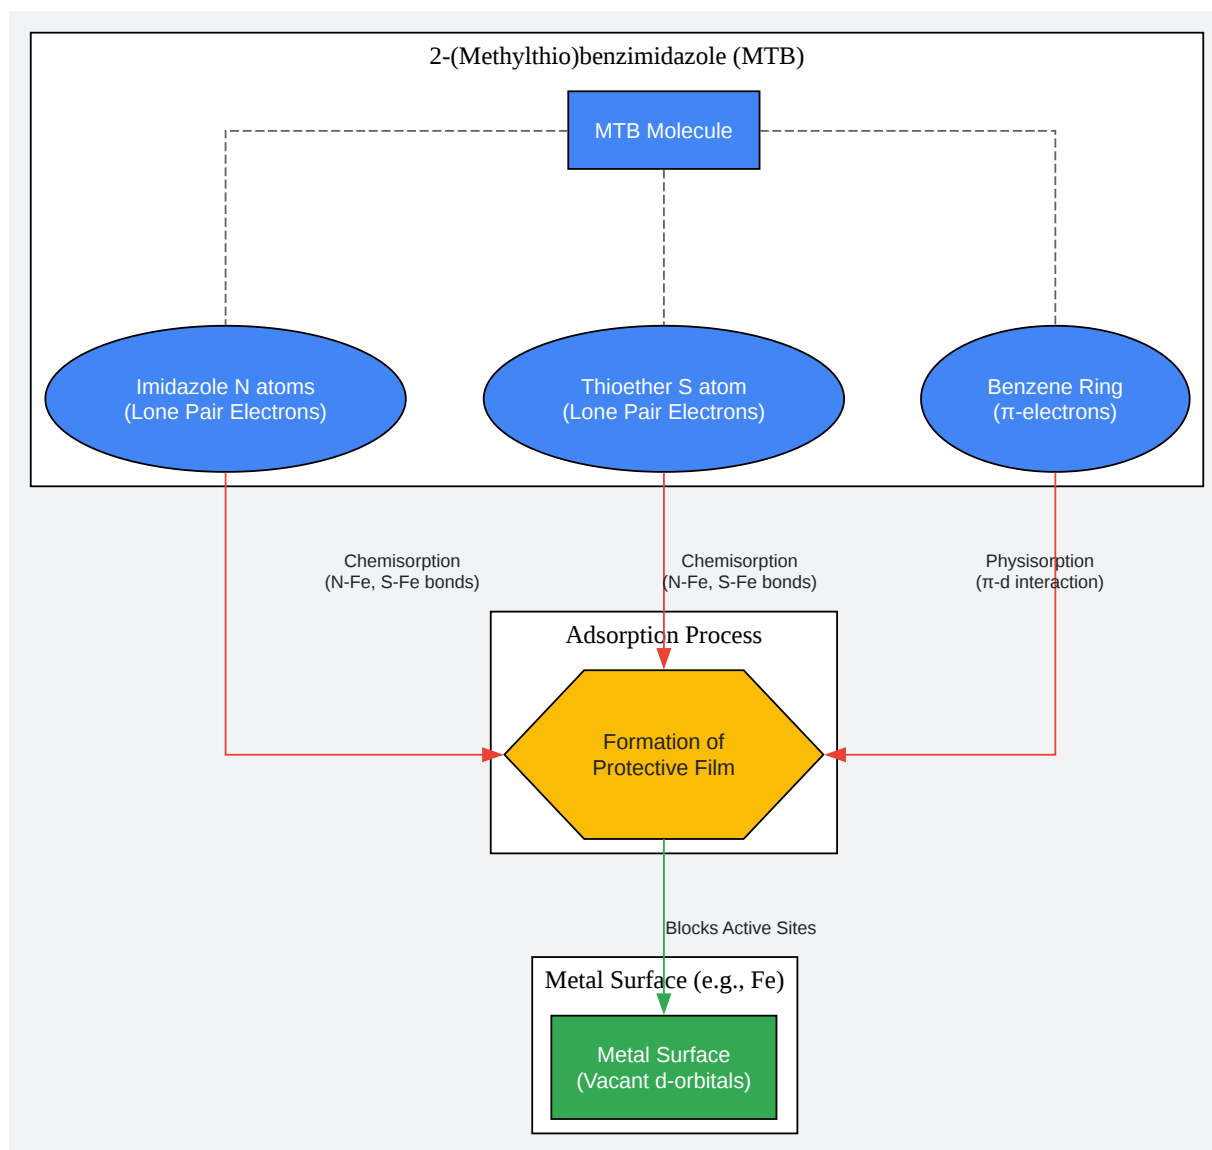 2-(Methylthio)benzimidazole (MTB)
MTB Molecule
Imidazole N atoms
(Lone Pair Electrons)
Thioether S atom
(Lone Pair Electrons)
Benzene Ring
(π-electrons)
Chemisorption
(N-Fe, S-Fe bonds)
Chemisorption
(N-Fe, S-Fe bonds)
Physisorption
(π-d interaction)
Adsorption Process
Formation of
Protective Film
Blocks Active Sites
Metal Surface (e.g., Fe)
Metal Surface
(Vacant d-orbitals)